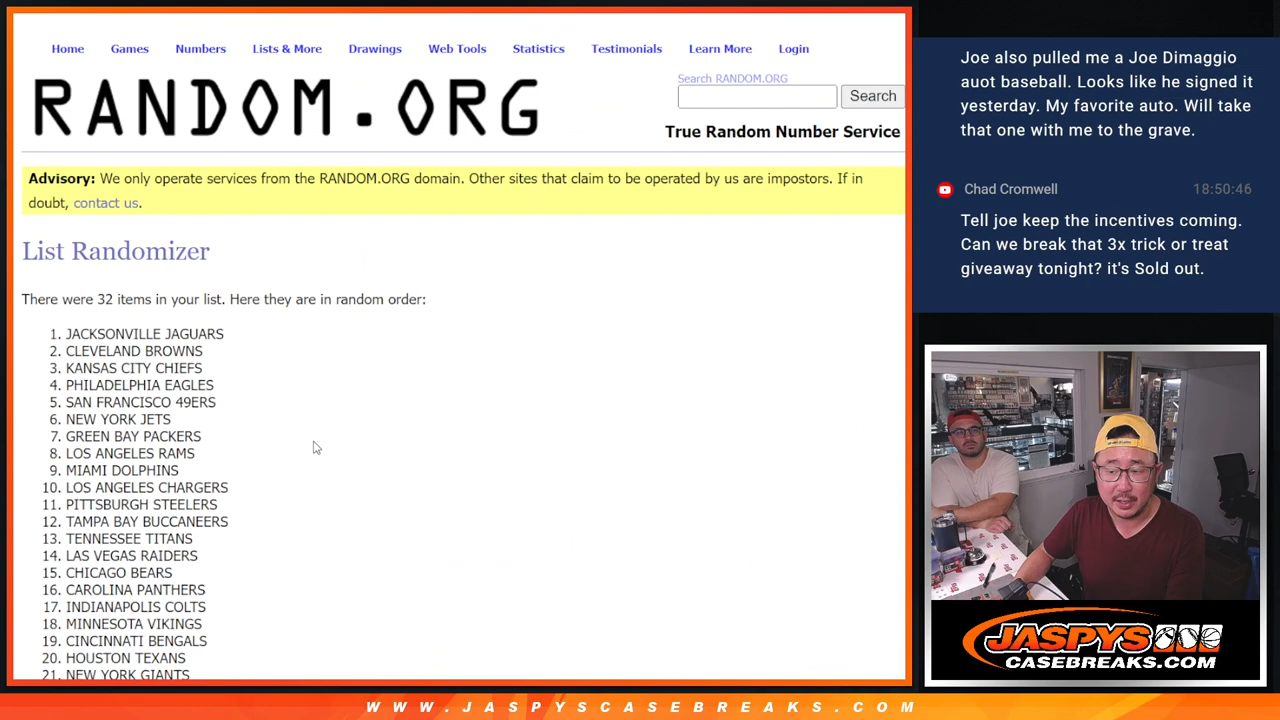 Home Games Numbers Lists & More Drawings Web Tools Statistics Testimonials Learn More Login
RANDOM.ORG
Search RANDOM.ORG
Search
True Random Number Service
Advisory: We only operate services from the RANDOM.ORG domain. Other sites that claim to be operated by us are impostors. If in
doubt, contact us.
List Randomizer
There were 32 items in your list. Here they are in random order:
1. JACKSONVILLE JAGUARS
2. CLEVELAND BROWNS
3. KANSAS CITY CHIEFS
4. PHILADELPHIA EAGLES
5. SAN FRANCISCO 49ERS
6. NEW YORK JETS
7. GREEN BAY PACKERS
8. LOS ANGELES RAMS
9. MIAMI DOLPHINS
10. LOS ANGELES CHARGERS
11. PITTSBURGH STEELERS
12. TAMPA BAY BUCCANEERS
13. TENNESSEE TITANS
14. LAS VEGAS RAIDERS
15. CHICAGO BEARS
16. CAROLINA PANTHERS
17. INDIANAPOLIS COLTS
18. MINNESOTA VIKINGS
19. CINCINNATI BENGALS
20. HOUSTON TEXANS
21. NEW YORK GIANTS
Joe also pulled me a Joe Dimaggio
auot baseball. Looks like he signed it
yesterday. My favorite auto. Will take
that one with me to the grave.
Chad Cromwell 18:50:46
Tell joe keep the incentives coming.
Can we break that 3x trick or treat
giveaway tonight? it's Sold out.
JASPYS
CASEBREAKS.COM
WWW.JASPYSCASEBREAKS.COM